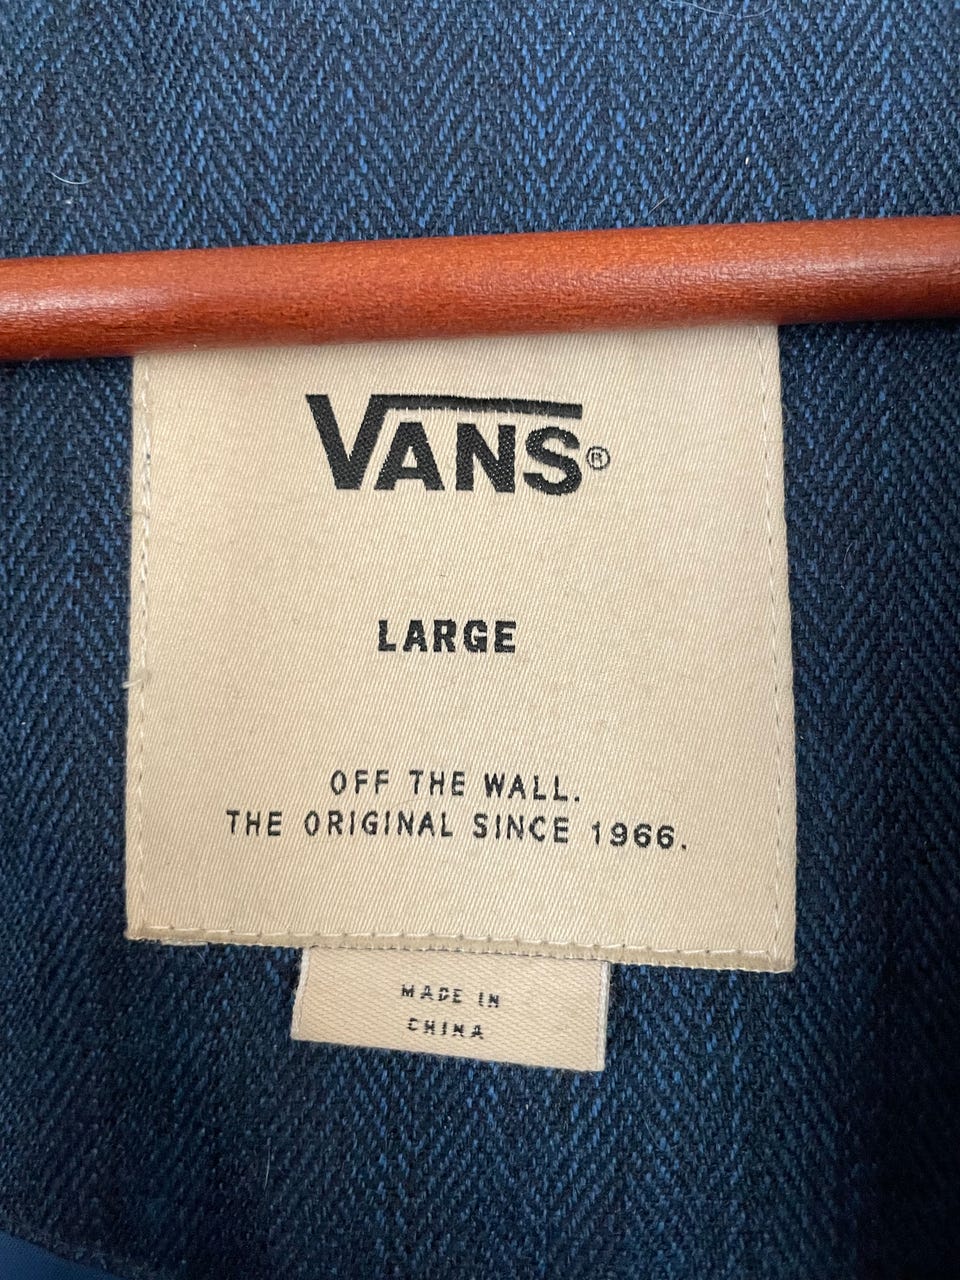 VANS®
LARGE
OFF THE WALL.
THE ORIGINAL SINCE 1966.
MADE IN
CHINA